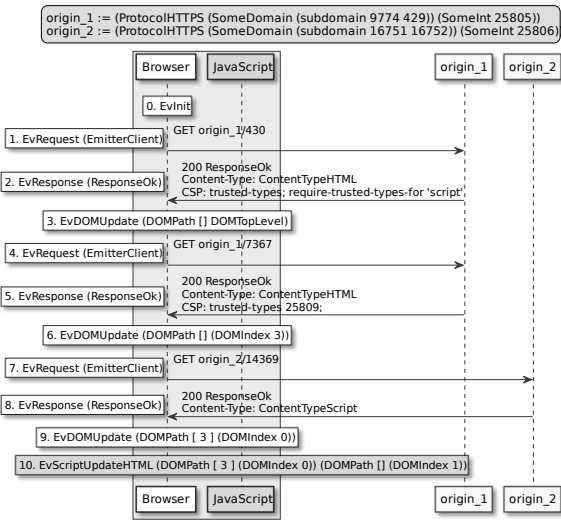 origin_1 := (ProtocolHTTPS (SomeDomain (subdomain 9774 429)) (SomeInt 25805))
origin_2 := (ProtocolHTTPS (SomeDomain (subdomain 16751 16752)) (SomeInt 25806))
Browser JavaScript origin_1 origin_2
0. EvInit
GET origin_1/430
1. EvRequest (EmitterClient)
200 ResponseOk
Content-Type: ContentTypeHTML
2. EvResponse (ResponseOk)
CSP: trusted-types; require-trusted-types-for 'script'
3. EvDOMUpdate (DOMPath [] DOMTopLevel)
GET origin_1/7367
4. EvRequest (EmitterClient)
200 ResponseOk
Content-Type: ContentTypeHTML
5. EvResponse (ResponseOk)
CSP: trusted-types 25809;
6. EvDOMUpdate (DOMPath [] (DOMIndex 3))
GET origin_2/14369
7. EvRequest (EmitterClient)
200 ResponseOk
8. EvResponse (ResponseOk)
Content-Type: ContentTypeScript
9. EvDOMUpdate (DOMPath [ 3 ] (DOMIndex 0))
10. EvScriptUpdateHTML (DOMPath [ 3 ] (DOMIndex 0)) (DOMPath [] (DOMIndex 1))
Browser JavaScript origin_1 origin_2